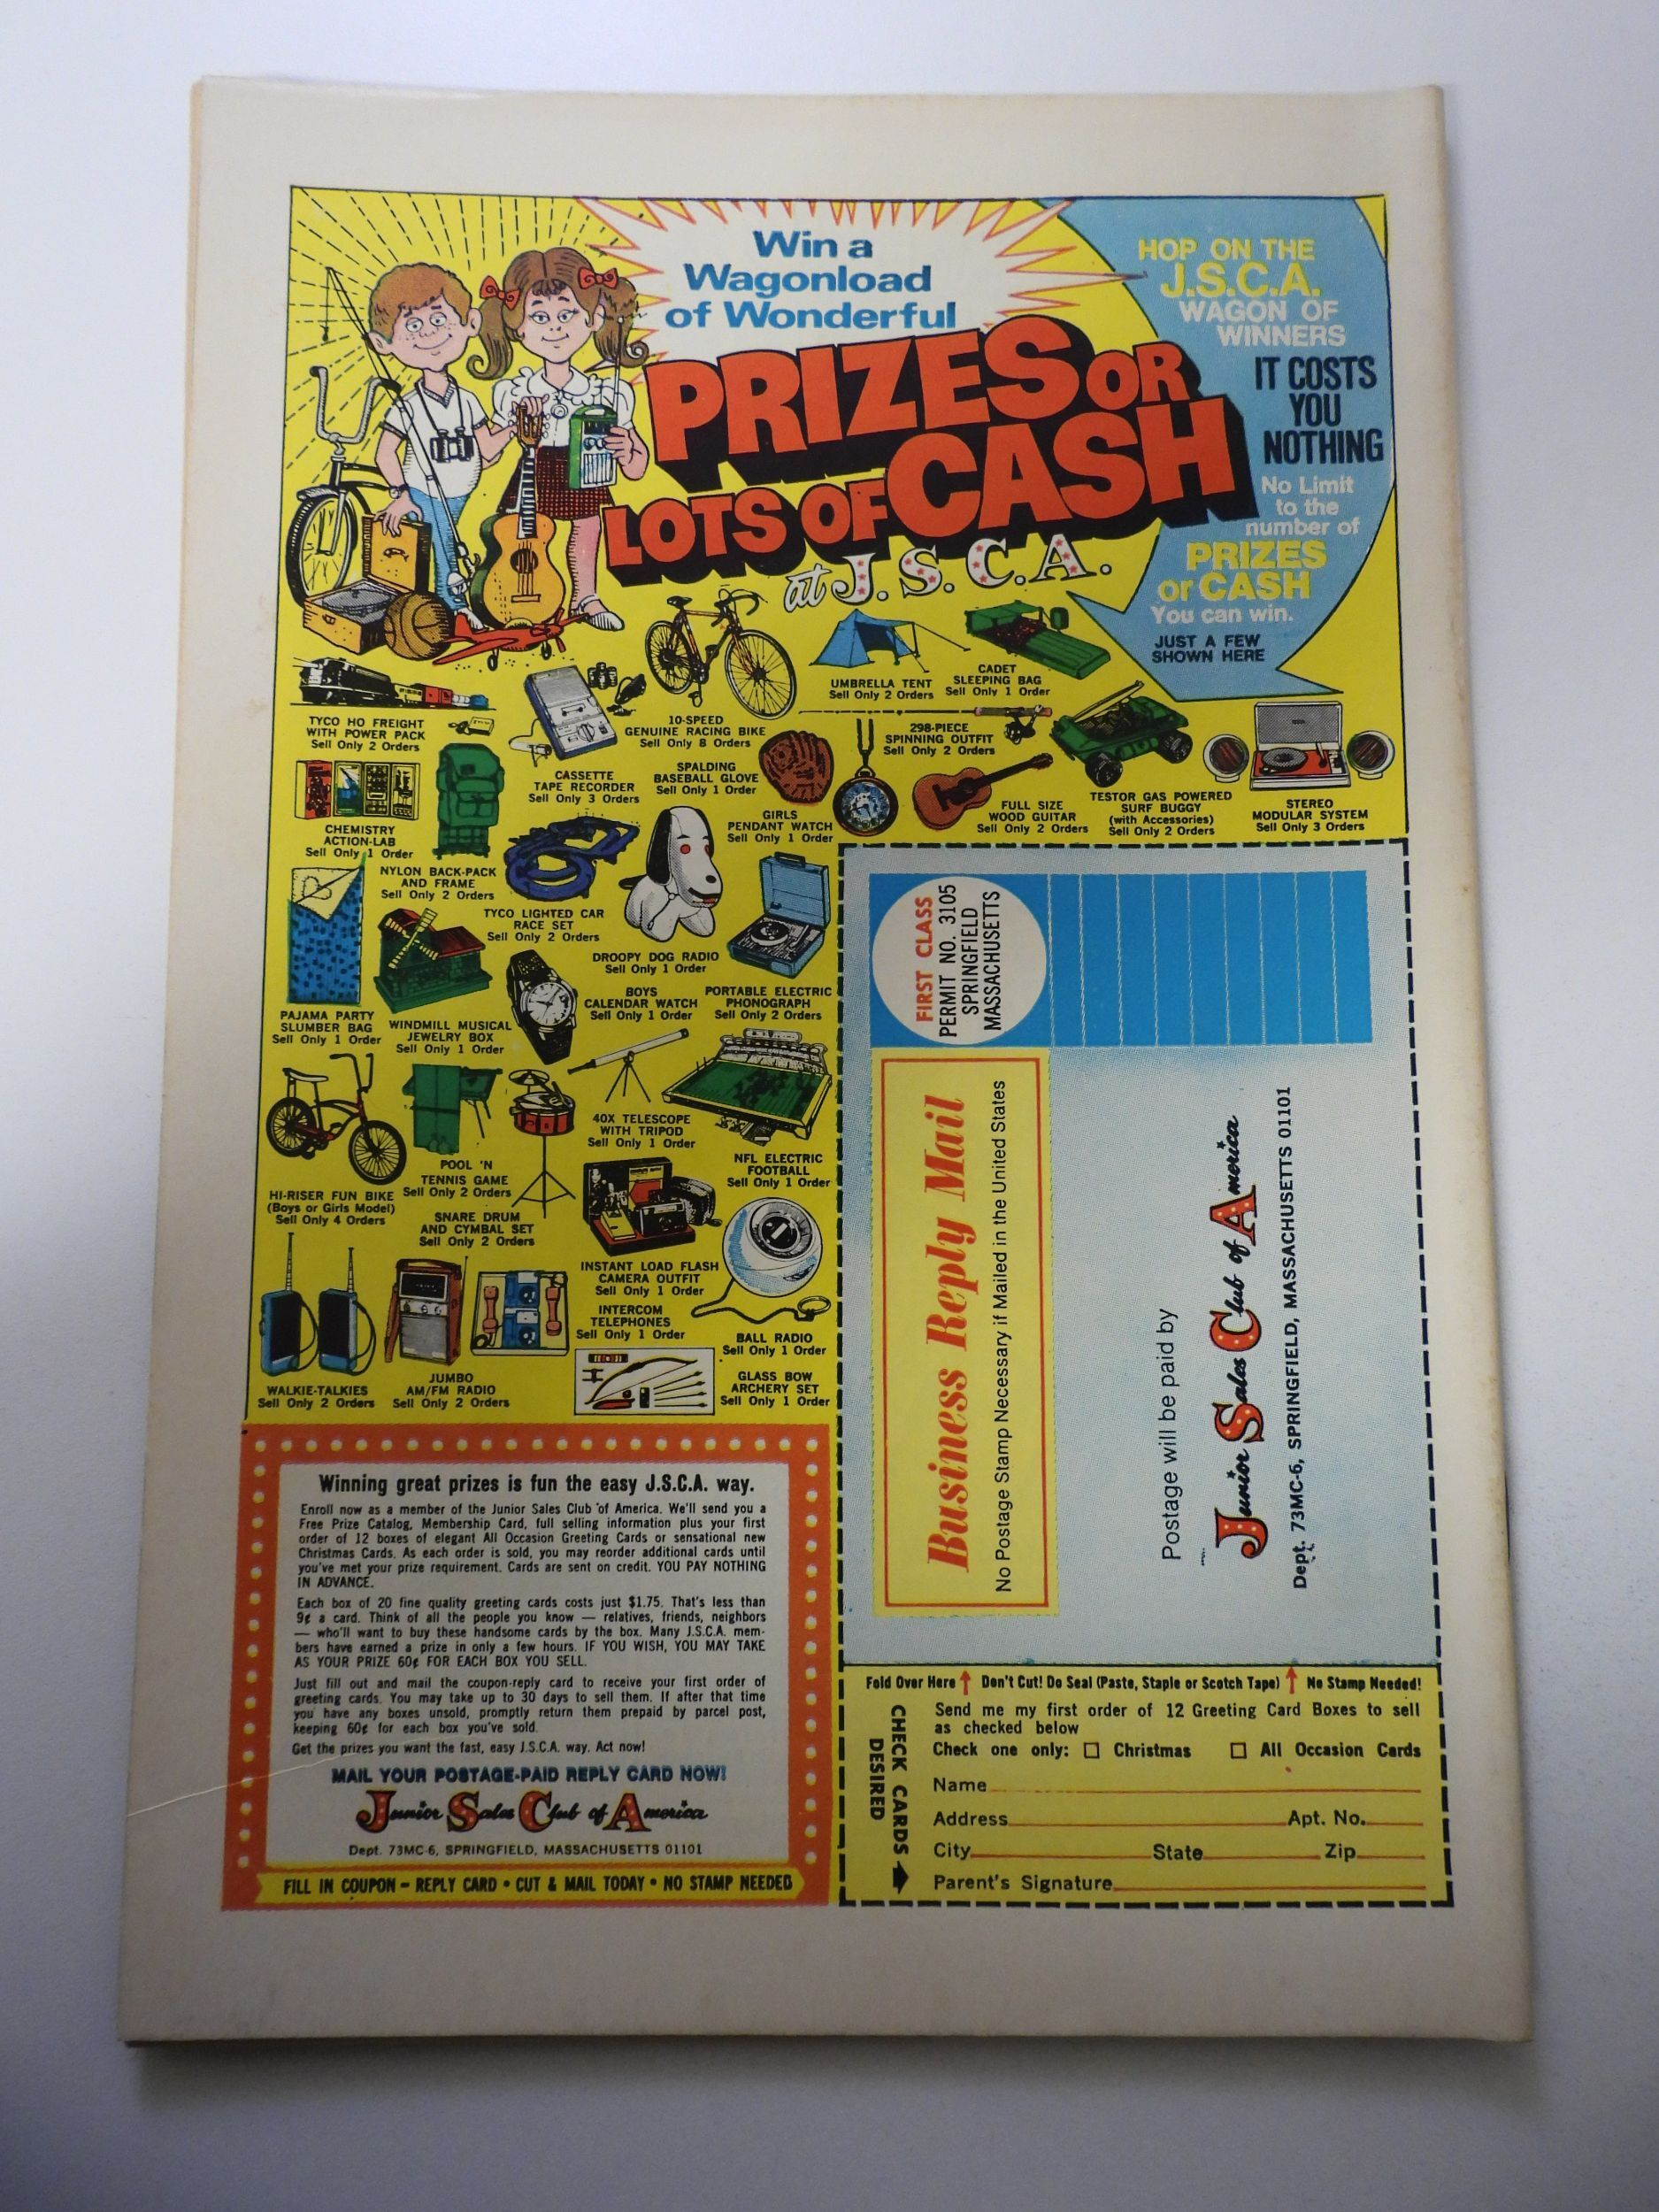 Win a
Wagonload
of Wonderful
PRIZES OR
LOTS OF CASH
at J.S.C.A.
HOP ON THE
J.S.C.A.
WAGON OF
WINNERS
IT COSTS
YOU
NOTHING
No Limit
to the
number of
PRIZES
or CASH
You can win.
JUST A FEW
SHOWN HERE
UMBRELLA TENT
Sell Only 2 Orders
CADET
SLEEPING BAG
Sell Only 1 Order
TYCO HO FREIGHT
WITH POWER PACK
Sell Only 2 Orders
10-SPEED
GENUINE RACING BIKE
Sell Only 8 Orders
298-PIECE
SPINNING OUTFIT
Sell Only 2 Orders
CASSETTE
TAPE RECORDER
Sell Only 3 Orders
SPALDING
BASEBALL GLOVE
Sell Only 1 Order
FULL SIZE
WOOD GUITAR
Sell Only 2 Orders
TESTOR GAS POWERED
SURF BUGGY
(with Accessories)
Sell Only 2 Orders
STEREO
MODULAR SYSTEM
Sell Only 3 Orders
CHEMISTRY
ACTION-LAB
Sell Only 1 Order
GIRLS
PENDANT WATCH
Sell Only 1 Order
NYLON BACK-PACK
AND FRAME
Sell Only 2 Orders
TYCO LIGHTED CAR
RACE SET
Sell Only 2 Orders
DROOPY DOG RADIO
Sell Only 1 Order
PAJAMA PARTY
SLUMBER BAG
Sell Only 1 Order
WINDMILL MUSICAL
JEWELRY BOX
Sell Only 1 Order
BOYS
CALENDAR WATCH
Sell Only 1 Order
PORTABLE ELECTRIC
PHONOGRAPH
Sell Only 2 Orders
40X TELESCOPE
WITH TRIPOD
Sell Only 1 Order
NFL ELECTRIC
FOOTBALL
Sell Only 1 Order
HI-RISER FUN BIKE
(Boys or Girls Model)
Sell Only 4 Orders
POOL 'N
TENNIS GAME
Sell Only 2 Orders
SNARE DRUM
AND CYMBAL SET
Sell Only 2 Orders
INSTANT LOAD FLASH
CAMERA OUTFIT
Sell Only 1 Order
INTERCOM
TELEPHONES
Sell Only 1 Order
BALL RADIO
Sell Only 1 Order
WALKIE-TALKIES
Sell Only 2 Orders
JUMBO
AM/FM RADIO
Sell Only 2 Orders
GLASS BOW
ARCHERY SET
Sell Only 1 Order
Winning great prizes is fun the easy J.S.C.A. way.
Enroll now as a member of the Junior Sales Club of America. We'll send you a
Free Prize Catalog, Membership Card, full selling information plus your first
order of 12 boxes of elegant All Occasion Greeting Cards or sensational new
Christmas Cards. As each order is sold, you may reorder additional cards until
you've met your prize requirement. Cards are sent on credit. YOU PAY NOTHING
IN ADVANCE.
Each box of 20 fine quality greeting cards costs just $1.75. That's less than
9¢ a card. Think of all the people you know — relatives, friends, neighbors
— who'll want to buy these handsome cards by the box. Many J.S.C.A. mem-
bers have earned a prize in only a few hours. IF YOU WISH, YOU MAY TAKE
AS YOUR PRIZE 60¢ FOR EACH BOX YOU SELL.
Just fill out and mail the coupon-reply card to receive your first order of
greeting cards. You may take up to 30 days to sell them. If after that time
you have any boxes unsold, promptly return them prepaid by parcel post,
keeping 60¢ for each box you've sold.
Get the prizes you want the fast, easy J.S.C.A. way. Act now!
MAIL YOUR POSTAGE-PAID REPLY CARD NOW!
Junior Sales Club of America
Dept. 73MC-6, SPRINGFIELD, MASSACHUSETTS 01101
FILL IN COUPON – REPLY CARD • CUT & MAIL TODAY • NO STAMP NEEDED
FIRST CLASS
PERMIT NO. 3105
SPRINGFIELD
MASSACHUSETTS
Business Reply Mail
No Postage Stamp Necessary if Mailed in the United States
Postage will be paid by
Junior Sales Club of America
Dept. 73MC-6, SPRINGFIELD, MASSACHUSETTS 01101
Fold Over Here ↑ Don't Cut! Do Seal (Paste, Staple or Scotch Tape) ↑ No Stamp Needed!
CHECK CARDS
DESIRED
Send me my first order of 12 Greeting Card Boxes to sell
as checked below
Check one only: ☐ Christmas ☐ All Occasion Cards
Name
Address Apt. No.
City State Zip
Parent's Signature